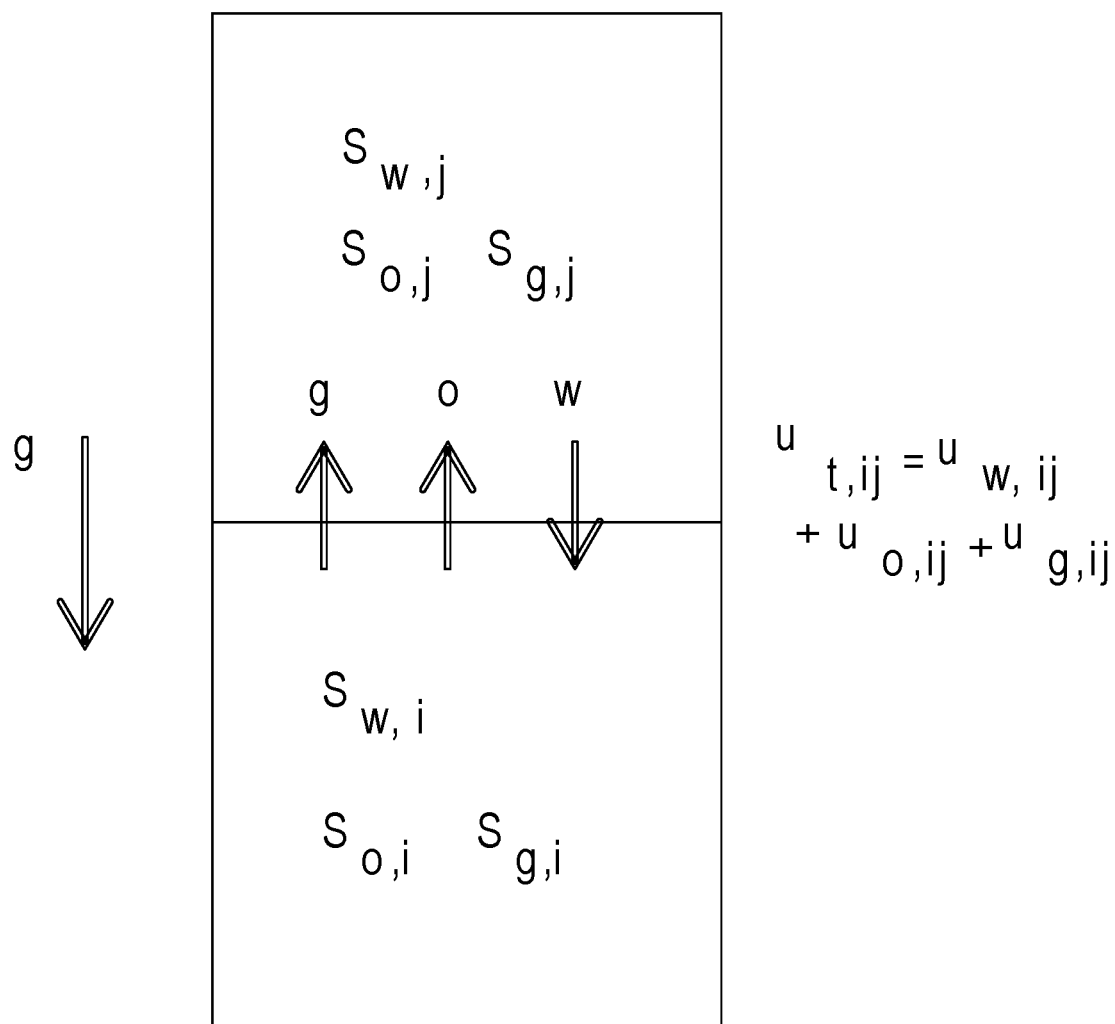 S w,j
S o,j S g,j
g o w
g
u t,ij = u w, ij
+ u o,ij + u g,ij
S w, i
S o,i S g,i